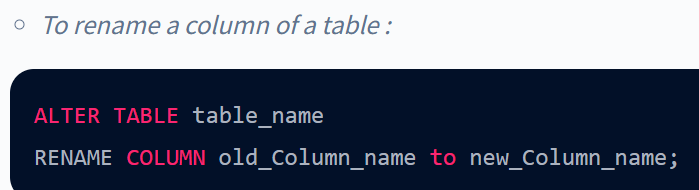 To rename a column of a table :
ALTER TABLE table_name
RENAME COLUMN old_Column_name to new_Column_name;